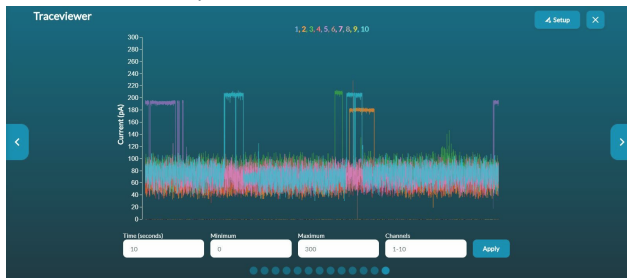 Traceviewer
Setup
1, 2, 3, 4, 5, 6, 7, 8, 9, 10
Current (pA)
300
280
260
240
220
200
180
160
140
120
100
80
60
40
20
0
Time (seconds)
Minimum
Maximum
Channels
10
0
300
1-10
Apply